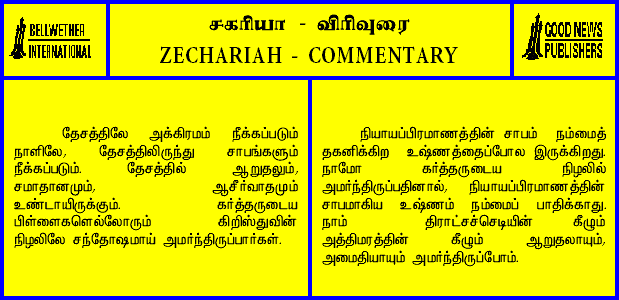 BELLWETHER
INTERNATIONAL
சகரியா - விரிவுரை
ZECHARIAH - COMMENTARY
GOOD NEWS
PUBLISHERS
தேசத்திலே அக்கிரமம் நீக்கப்படும்
நாளிலே, தேசத்திலிருந்து சாபங்களும்
நீக்கப்படும். தேசத்தில் ஆறுதலும்,
சமாதானமும், ஆசீர்வாதமும்
உண்டாயிருக்கும். கர்த்தருடைய
பிள்ளைகளெல்லோரும் கிறிஸ்துவின்
நிழலிலே சந்தோஷமாய் அமர்ந்திருப்பார்கள்.
நியாயப்பிரமாணத்தின் சாபம் நம்மைத்
தகனிக்கிற உஷ்ணத்தைப்போல இருக்கிறது.
நாமோ கர்த்தருடைய நிழலில்
அமர்ந்திருப்பதினால், நியாயப்பிரமாணத்தின்
சாபமாகிய உஷ்ணம் நம்மைப் பாதிக்காது.
நாம் திராட்சச்செடியின் கீழும்
அத்திமரத்தின் கீழும் ஆறுதலாயும்,
அமைதியாயும் அமர்ந்திருப்போம்.